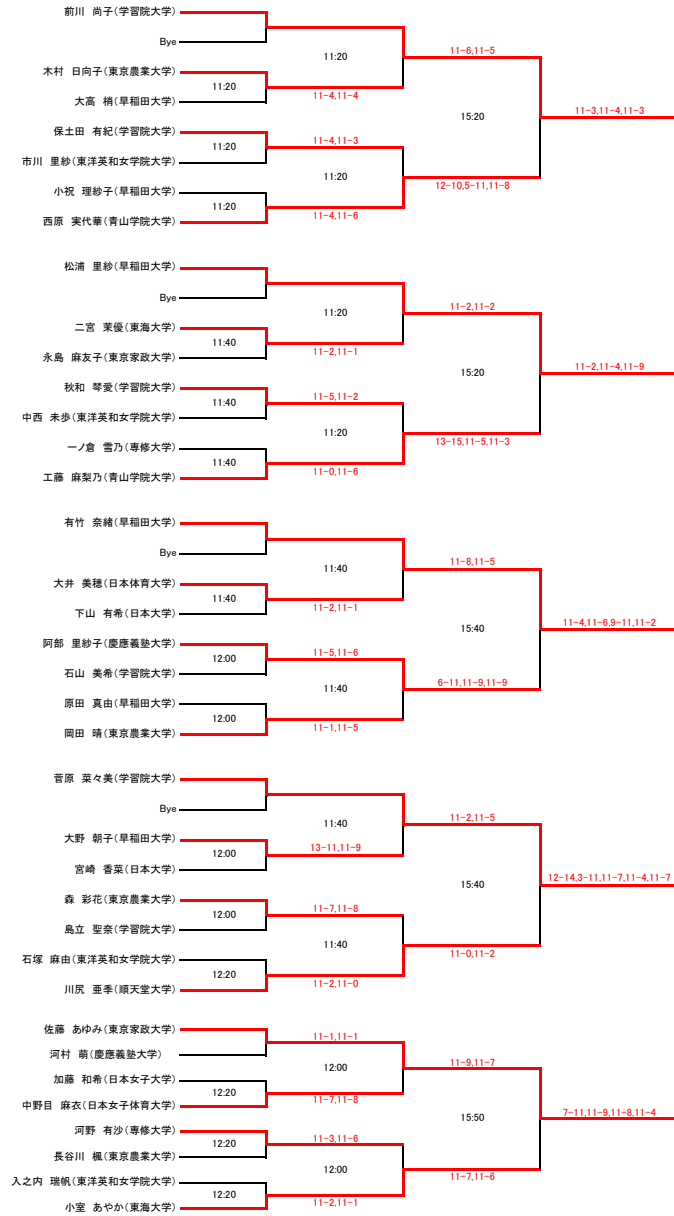 前川 尚子(学習院大学)
Bye
11:20
11-6,11-5
木村 日向子(東京農業大学)
11:20
大高 梢(早稲田大学)
11-4,11-4
15:20
11-3,11-4,11-3
保土田 有紀(学習院大学)
11:20
市川 里紗(東洋英和女学院大学)
11-4,11-3
11:20
小祝 理紗子(早稲田大学)
11:20
西原 実代華(青山学院大学)
11-4,11-6
12-10,5-11,11-8
松浦 里紗(早稲田大学)
Bye
11:20
11-2,11-2
二宮 茉優(東海大学)
11:40
永島 麻友子(東京家政大学)
11-2,11-1
15:20
11-2,11-4,11-9
秋和 琴愛(学習院大学)
11:40
中西 未歩(東洋英和女学院大学)
11-5,11-2
11:20
一ノ倉 雪乃(専修大学)
11:40
工藤 麻梨乃(青山学院大学)
11-0,11-6
13-15,11-5,11-3
有竹 奈緒(早稲田大学)
Bye
11:40
11-8,11-5
大井 美穂(日本体育大学)
11:40
下山 有希(日本大学)
11-2,11-1
15:40
11-4,11-6,9-11,11-2
阿部 里紗子(慶應義塾大学)
12:00
石山 美希(学習院大学)
11-5,11-6
11:40
原田 真由(早稲田大学)
12:00
岡田 晴(東京農業大学)
11-1,11-5
6-11,11-9,11-9
菅原 菜々美(学習院大学)
Bye
11:40
11-2,11-5
大野 朝子(早稲田大学)
12:00
宮崎 香菜(日本大学)
13-11,11-9
15:40
12-14,3-11,11-7,11-4,11-7
森 彩花(東京農業大学)
12:00
島立 聖奈(学習院大学)
11-7,11-8
11:40
石塚 麻由(東洋英和女学院大学)
12:20
川尻 亜季(順天堂大学)
11-2,11-0
11-0,11-2
佐藤 あゆみ(東京家政大学)
河村 萌(慶應義塾大学)
11-1,11-1
12:00
11-9,11-7
加藤 和希(日本女子大学)
12:20
中野目 麻衣(日本女子体育大学)
11-7,11-8
15:50
7-11,11-9,11-8,11-4
河野 有沙(専修大学)
12:20
長谷川 楓(東京農業大学)
11-3,11-6
12:00
入之内 瑞帆(東洋英和女学院大学)
12:20
小室 あやか(東海大学)
11-2,11-1
11-7,11-6